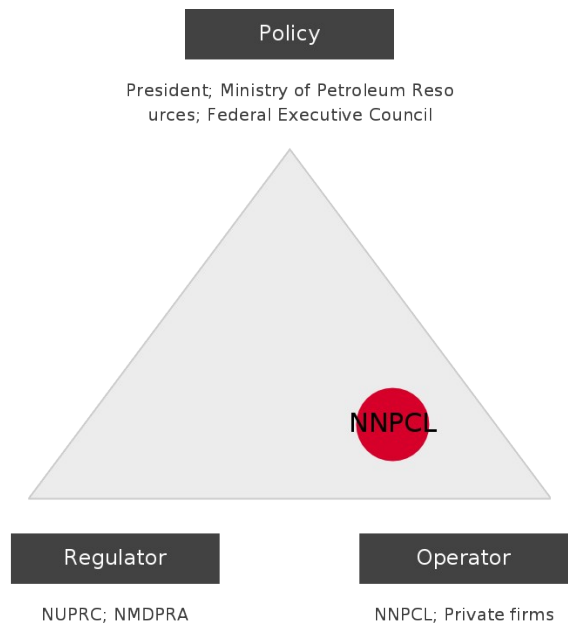 Policy
President; Ministry of Petroleum Reso
urces; Federal Executive Council
NNPCL
Regulator
Operator
NUPRC; NMDPRA
NNPCL; Private firms